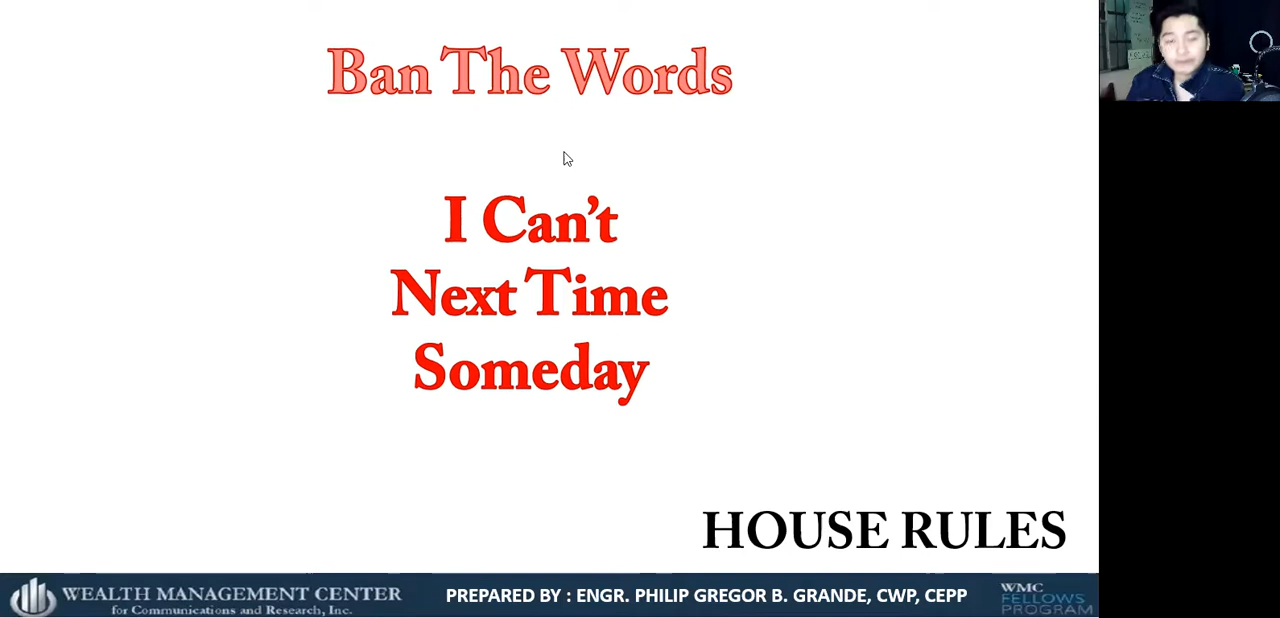 Ban The Words
I Can't
Next Time
Someday
HOUSE RULES
WEALTH MANAGEMENT CENTER
for Communications and Research, Inc.
PREPARED BY : ENGR. PHILIP GREGOR B. GRANDE, CWP, CEPP
WMC
FELLOWS
PROGRAM